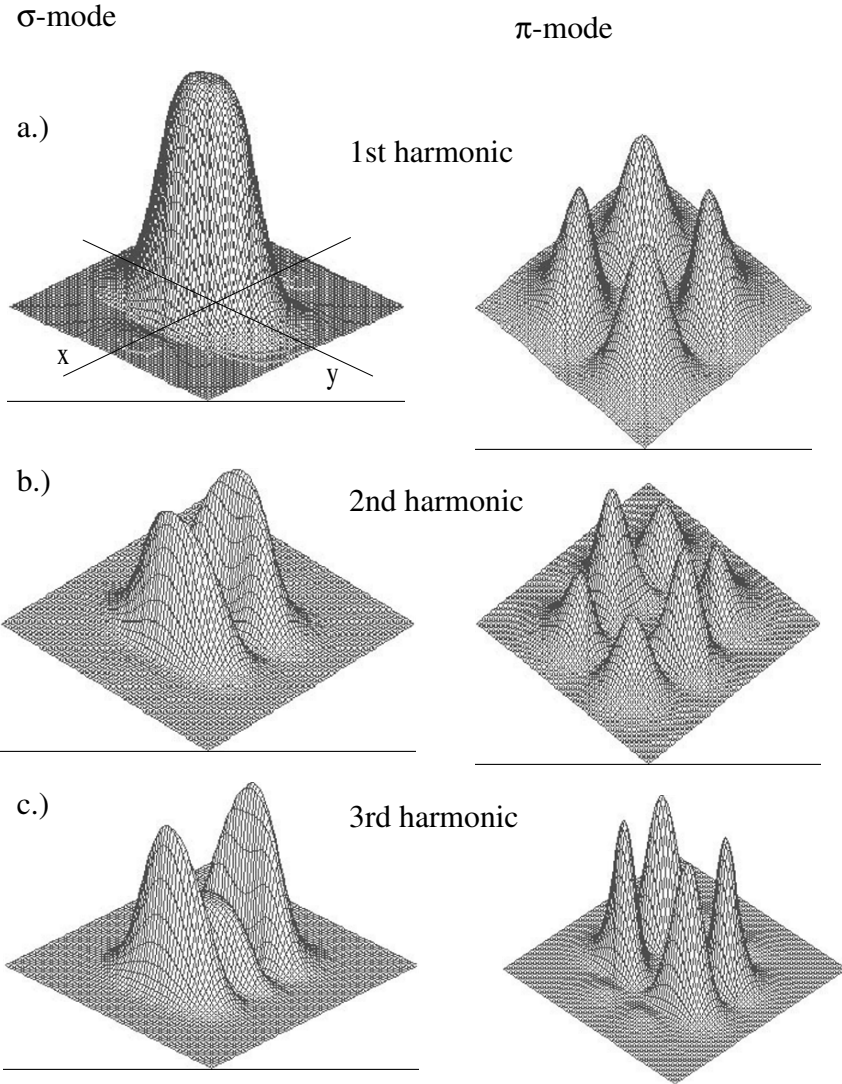 σ-mode
π-mode
a.)
1st harmonic
x
y
b.)
2nd harmonic
c.)
3rd harmonic